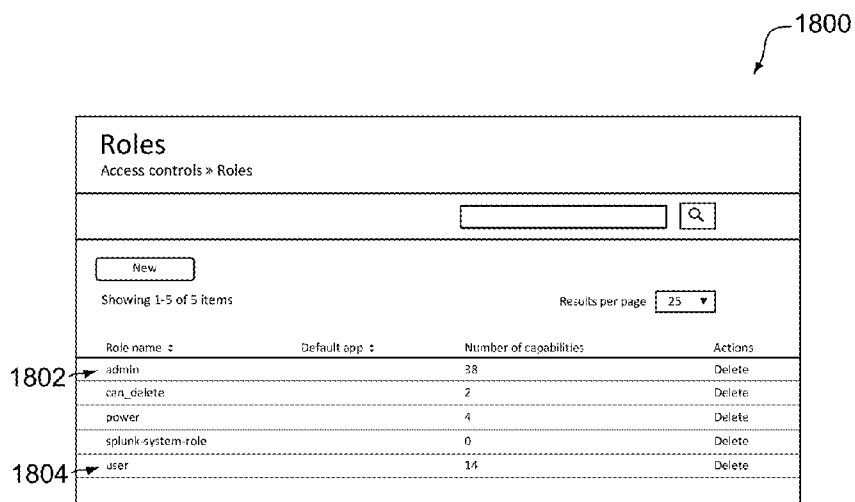 1800
Roles
Access controls » Roles
New
Showing 1-5 of 5 items
Results per page 25
Role name Default app Number of capabilities Actions
1802 admin 38 Delete
can_delete 2 Delete
power 4 Delete
splunk-system-role 0 Delete
1804 user 14 Delete